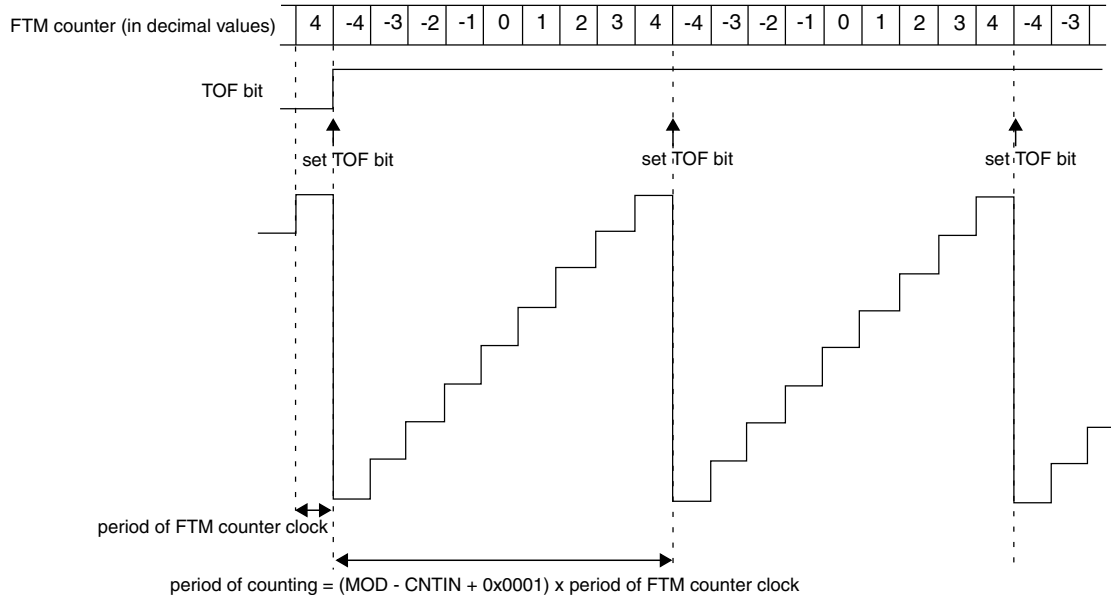 FTM counter (in decimal values) 4 -4 -3 -2 -1 0 1 2 3 4 -4 -3 -2 -1 0 1 2 3 4 -4 -3
TOF bit
set TOF bit set TOF bit set TOF bit
period of FTM counter clock
period of counting = (MOD - CNTIN + 0x0001) x period of FTM counter clock